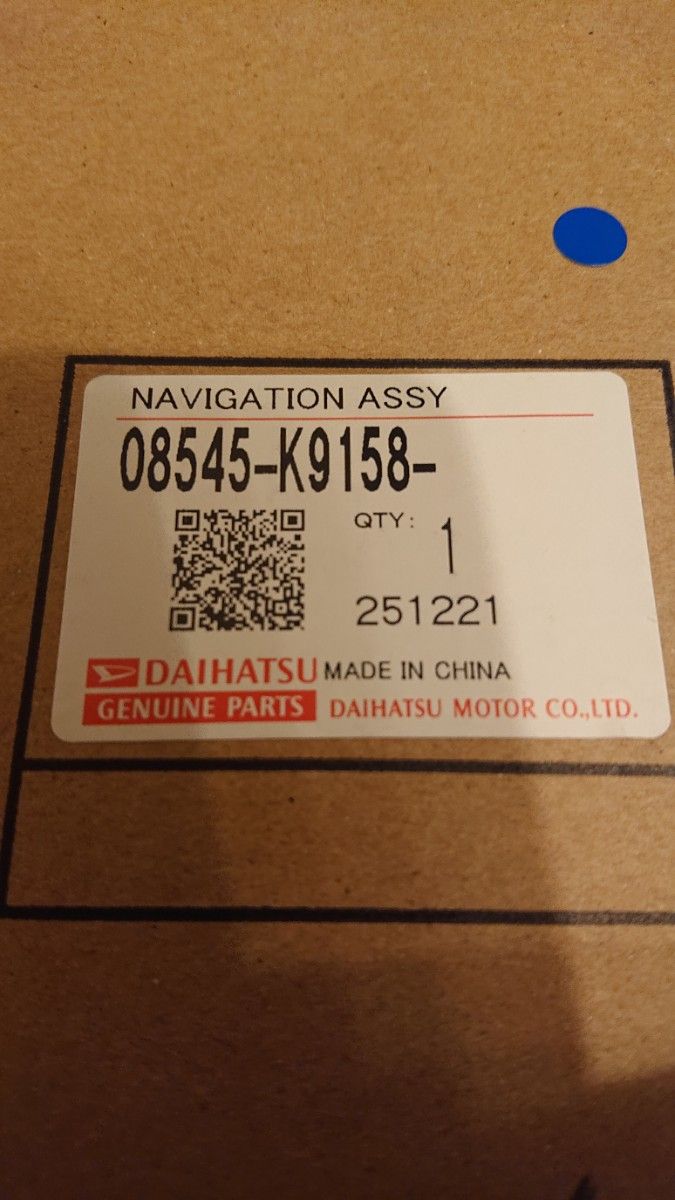 NAVIGATION ASSY
08545-K9158-
QTY: 1
251221
DAIHATSU MADE IN CHINA
GENUINE PARTS DAIHATSU MOTOR CO.,LTD.